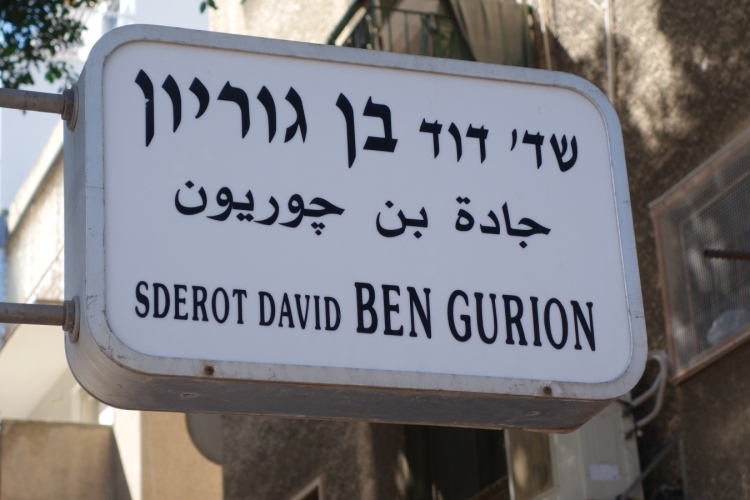 שד' דוד בן גוריון
جادة بن چوريون
SDEROT DAVID BEN GURION